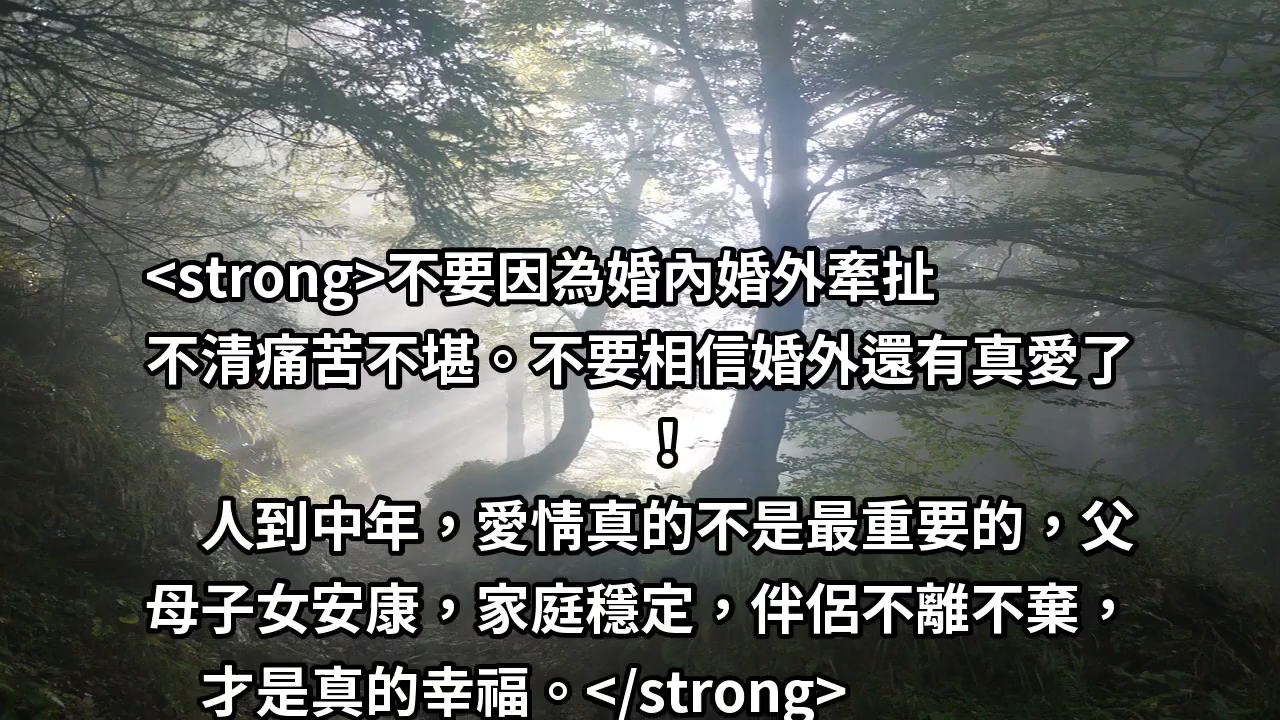 <strong>不要因為婚內婚外牽扯
不清痛苦不堪。不要相信婚外還有真愛了
！
人到中年，愛情真的不是最重要的，父
母子女安康，家庭穩定，伴侶不離不棄，
才是真的幸福。</strong>